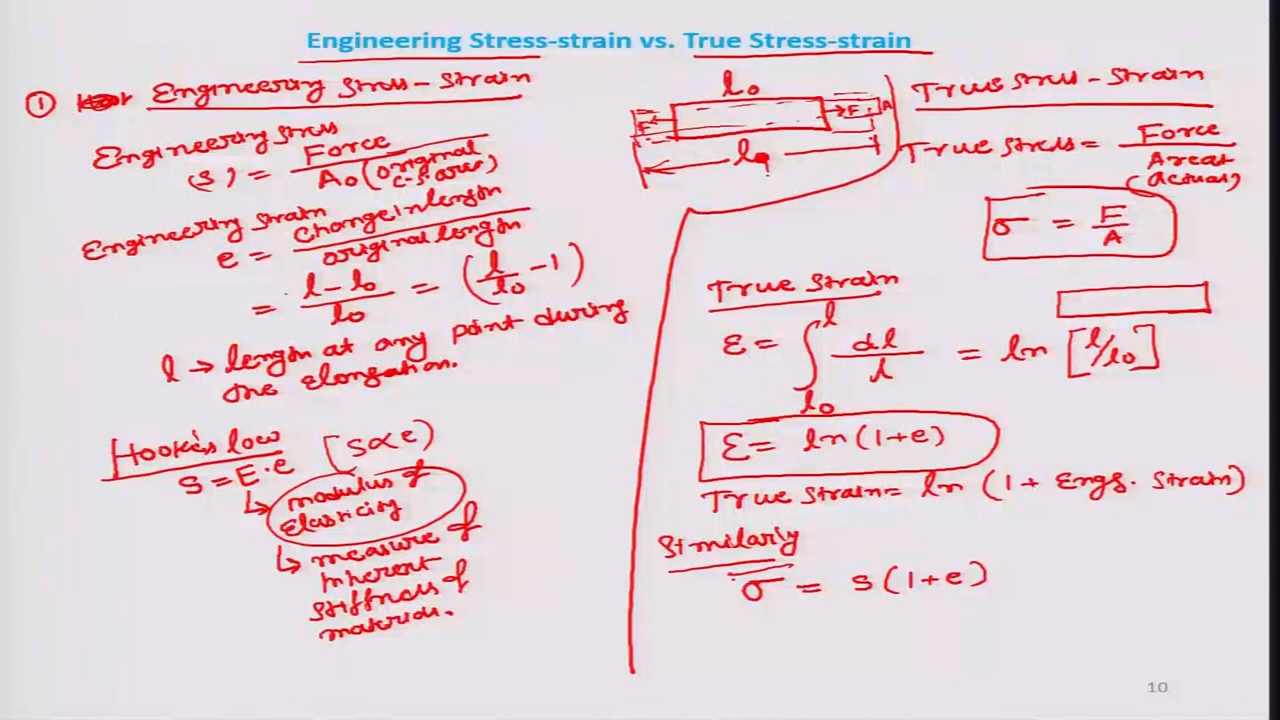 Engineering Stress-strain vs. True Stress-strain
① Engineering Stress - Strain
Engineering Stress
(s) = Force
A₀ (original
c-s area)
Engineering Strain
e = Change in length
original length
= l - l₀ / l₀ = (l/l₀ - 1)
l → length at any point during
the elongation.
Hooke's law [s∝e)
s = E.e
↳ modulus of
elasticity
↳ measure of
inherent
stiffness of
materials.
l₀
F F A
l
True Stress - Strain
True Stress = Force
Area
(actual)
σ = F/A
True Strain
ε = ∫ l₀ l dl/l = ln [l/l₀]
ε = ln(1+e)
True Strain = ln (1 + Engg. Strain)
Similarly
σ = s(1+e)
10